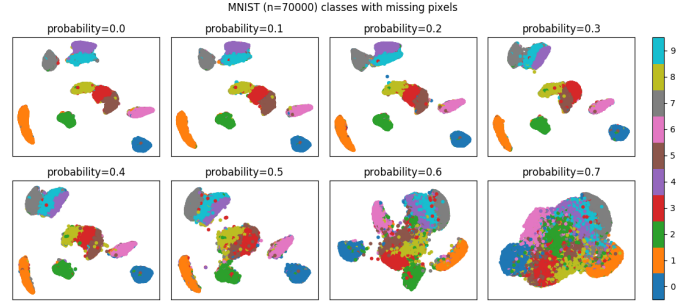 MNIST (n=70000) classes with missing pixels
probability=0.0
probability=0.1
probability=0.2
probability=0.3
probability=0.4
probability=0.5
probability=0.6
probability=0.7
9
8
7
6
5
4
3
2
1
0